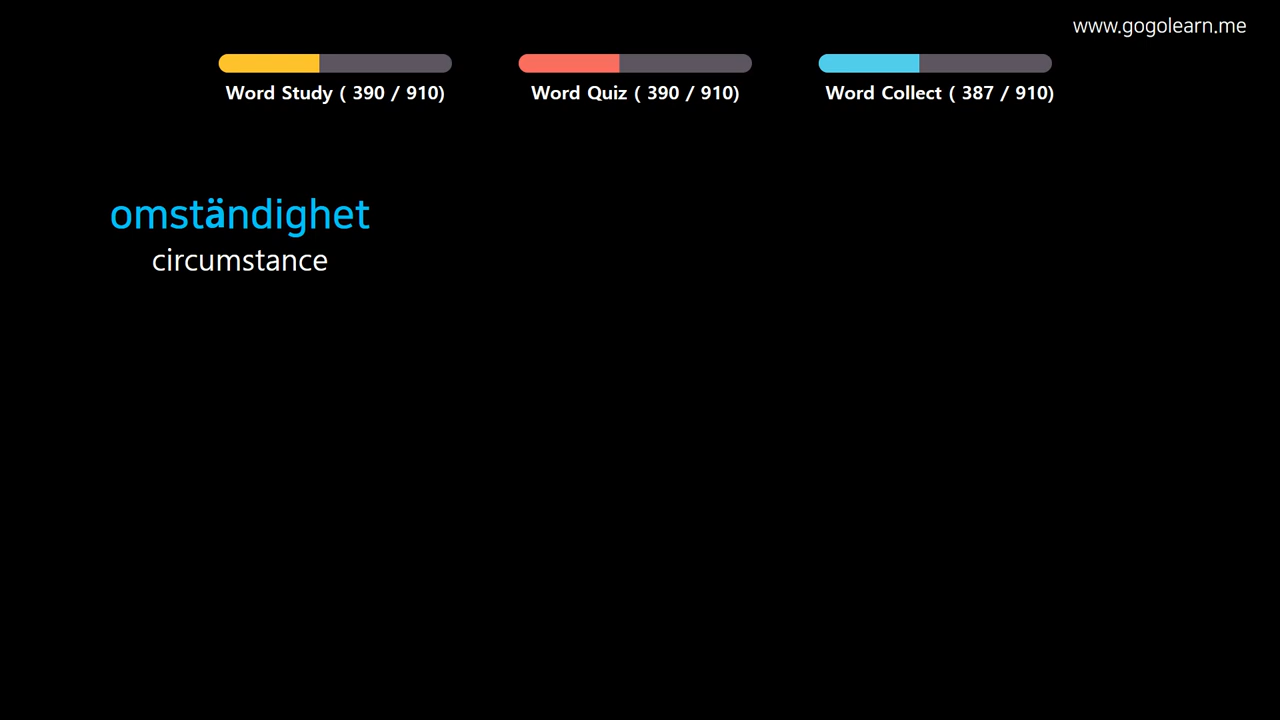 www.gogolearn.me
Word Study ( 390 / 910)
Word Quiz ( 390 / 910)
Word Collect ( 387 / 910)
omständighet
circumstance